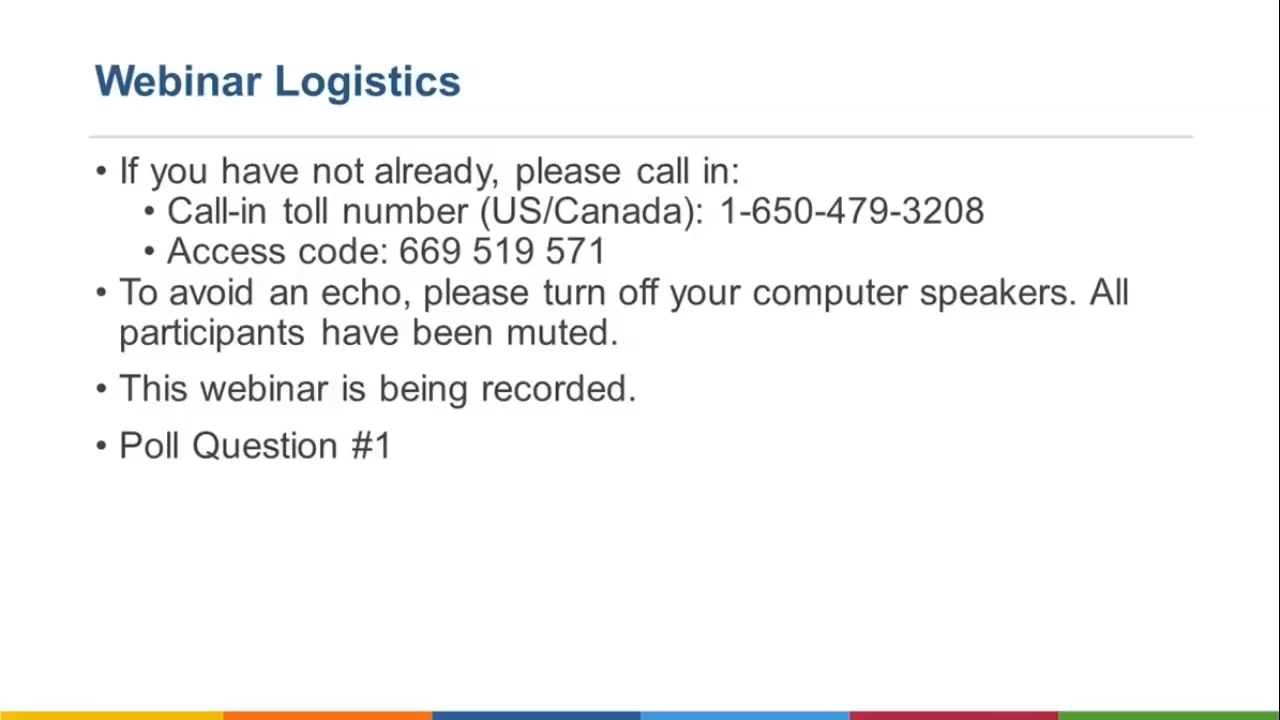 Webinar Logistics
• If you have not already, please call in:
• Call-in toll number (US/Canada): 1-650-479-3208
• Access code: 669 519 571
• To avoid an echo, please turn off your computer speakers. All
participants have been muted.
• This webinar is being recorded.
• Poll Question #1